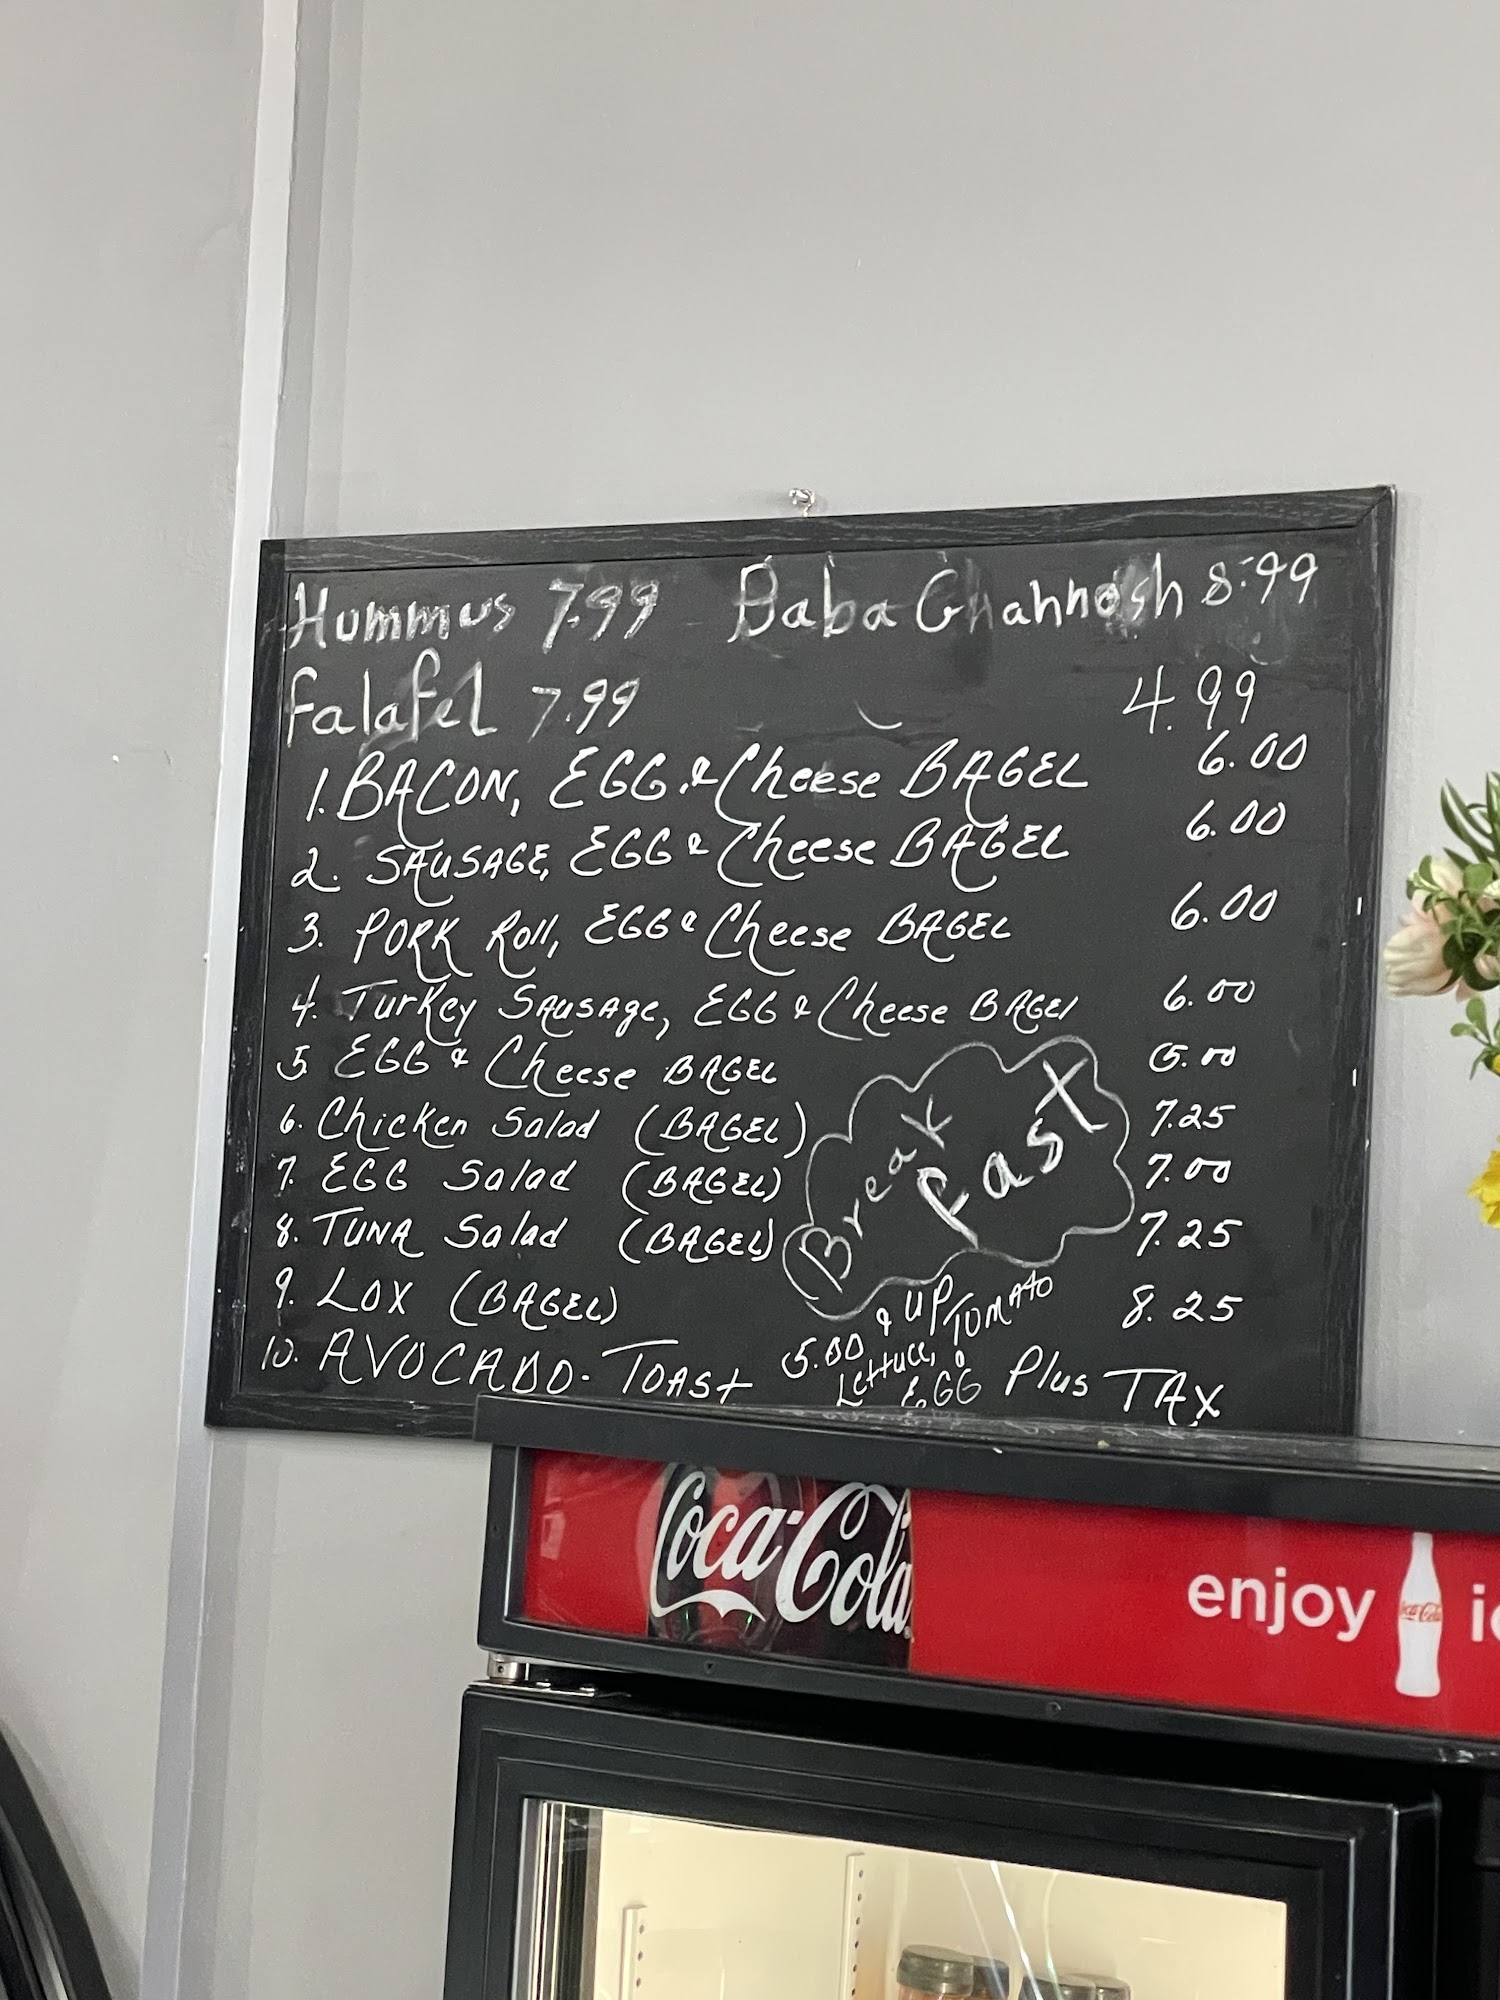 Hummus 7.99 Baba Ghannosh 8.99
Falafel 7.99 4.99
1. BACON, EGG & Cheese BAGEL 6.00
2. SAUSAGE, EGG & Cheese BAGEL 6.00
3. PORK Roll, EGG & Cheese BAGEL 6.00
4. Turkey Sausage, EGG & Cheese BAGEL 6.00
5. EGG & Cheese BAGEL 5.00
6. Chicken Salad (BAGEL) 7.25
7. EGG Salad (BAGEL) 7.00
8. TUNA Salad (BAGEL) 7.25
Break
fast
9. LOX (BAGEL) 8.25
10. AVOCADO. TOAST 5.00 & UP
Lettuce, TOMATO
EGG Plus TAX
Coca-Cola
enjoy
Coca-Cola